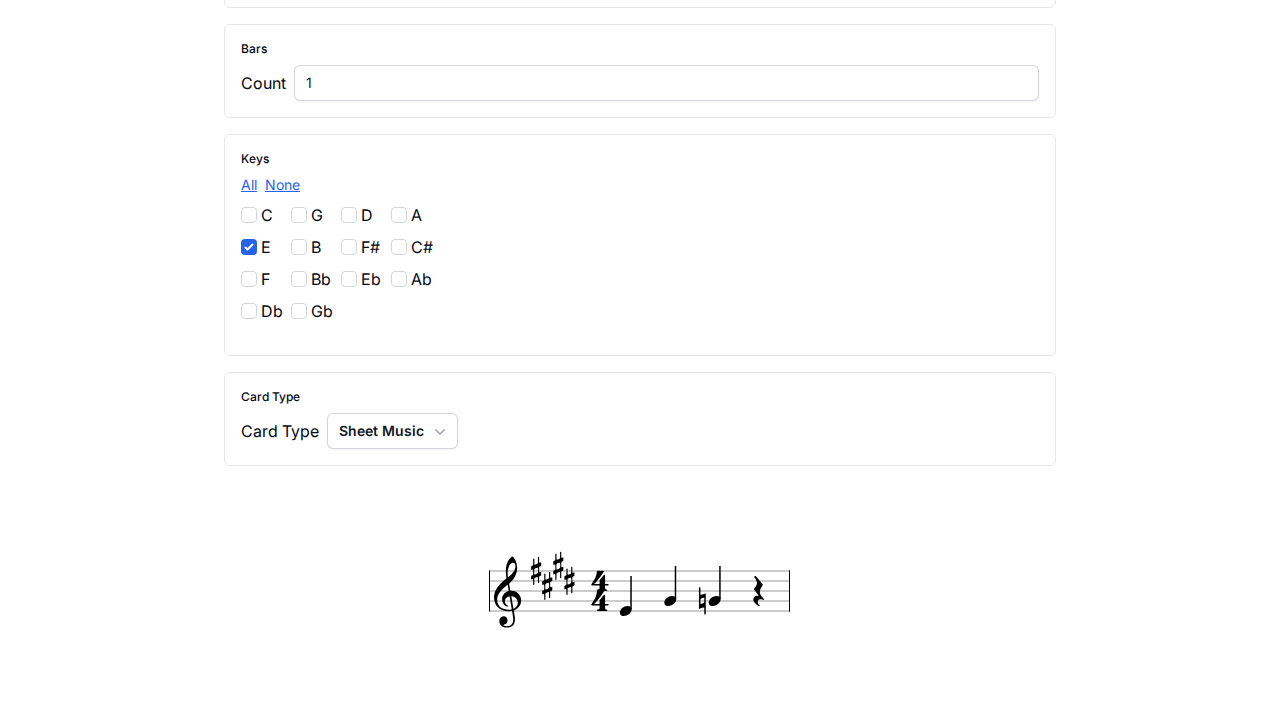 Bars
Count 1
Keys
All None
C G D A
E B F# C#
F Bb Eb Ab
Db Gb
Card Type
Card Type Sheet Music
4
4